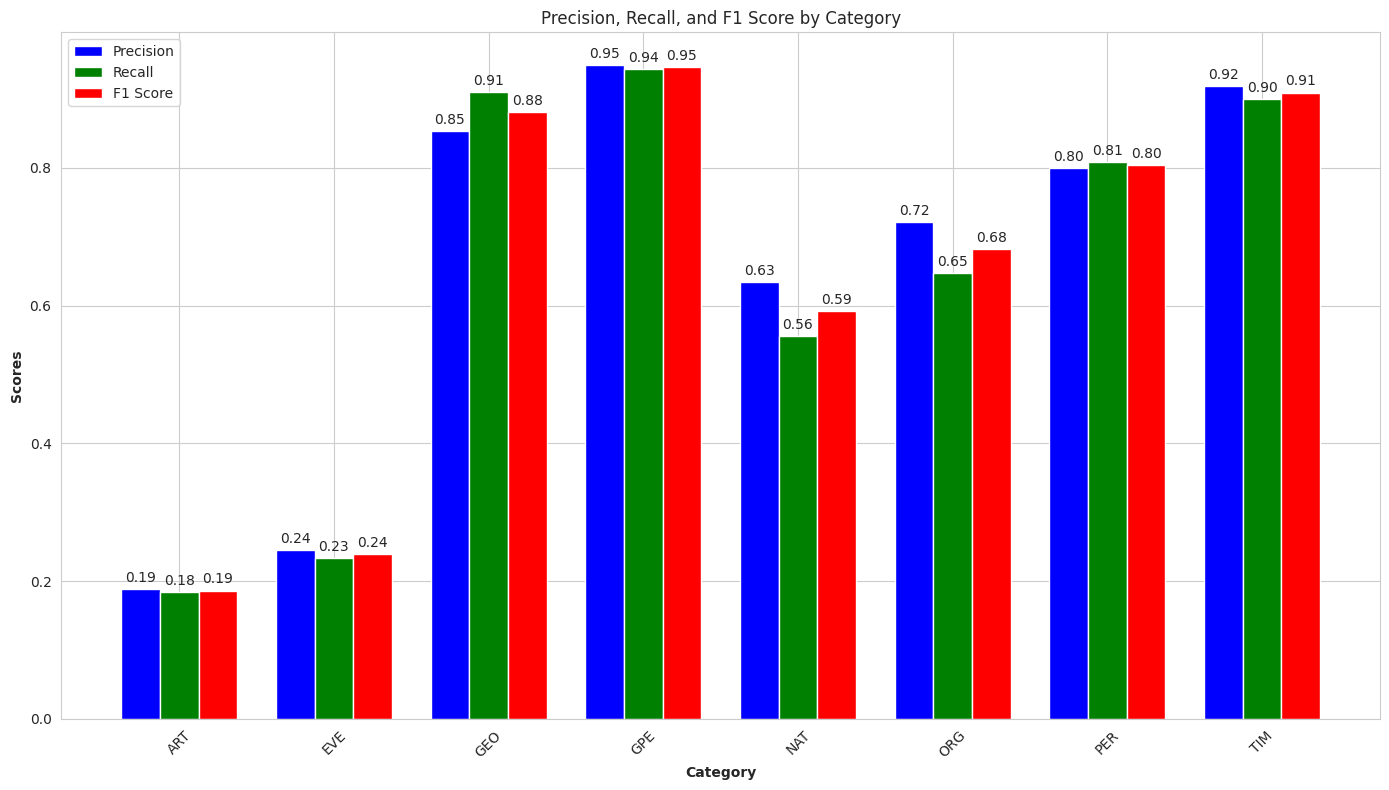 Precision, Recall, and F1 Score by Category
Precision
Recall
F1 Score
Scores
0.8
0.6
0.4
0.2
0.0
0.19 0.18 0.19
0.24 0.23 0.24
0.85 0.91 0.88
0.95 0.94 0.95
0.63 0.56 0.59
0.72 0.65 0.68
0.80 0.81 0.80
0.92 0.90 0.91
ART EVE GEO GPE NAT ORG PER TIM
Category